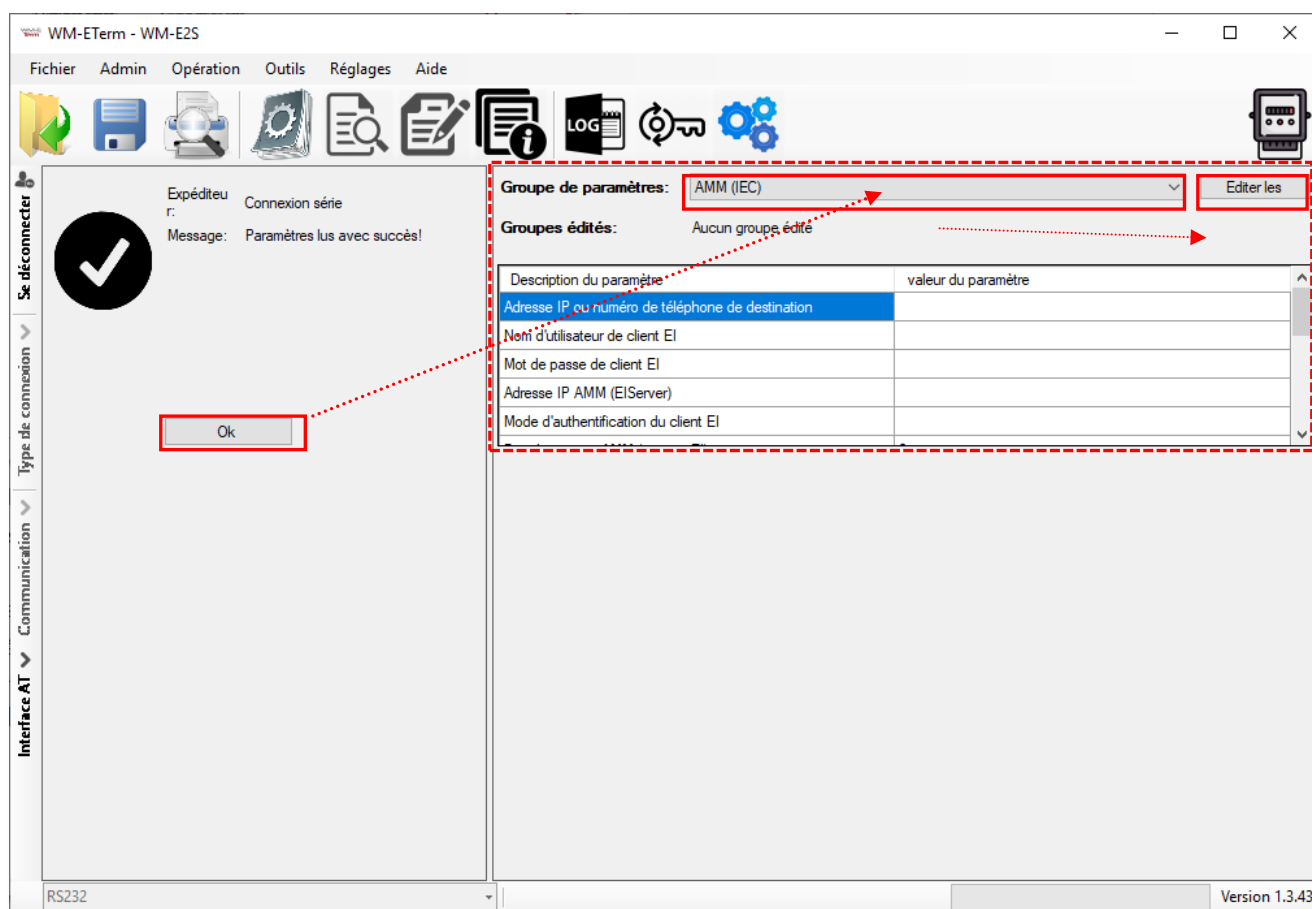 WM-ETerm - WM-E2S
Fichier Admin Opération Outils Réglages Aide
LOG
Se déconnecter
Type de connexion
Communication
Interface AT
Expéditeu
r:
Connexion série
Message: Paramètres lus avec succès!
Ok
Groupe de paramètres: AMM (IEC) Editer les
Groupes édités: Aucun groupe édité
Description du paramètre valeur du paramètre
Adresse IP ou numéro de téléphone de destination
Nom d'utilisateur de client EI
Mot de passe de client EI
Adresse IP AMM (EIServer)
Mode d'authentification du client EI
RS232
Version 1.3.43